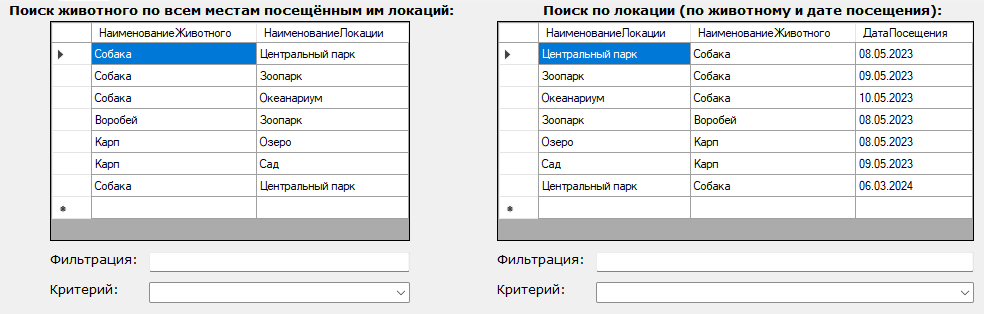 Поиск животного по всем местам посещённым им локаций:
НаименованиеЖивотного НаименованиеЛокации
Собака Центральный парк
Собака Зоопарк
Собака Океанариум
Воробей Зоопарк
Карп Озеро
Карп Сад
Собака Центральный парк
Фильтрация:
Критерий:
Поиск по локации (по животному и дате посещения):
НаименованиеЛокации НаименованиеЖивотного ДатаПосещения
Центральный парк Собака 08.05.2023
Зоопарк Собака 09.05.2023
Океанариум Собака 10.05.2023
Зоопарк Воробей 08.05.2023
Озеро Карп 08.05.2023
Сад Карп 09.05.2023
Центральный парк Собака 06.03.2024
Фильтрация:
Критерий: